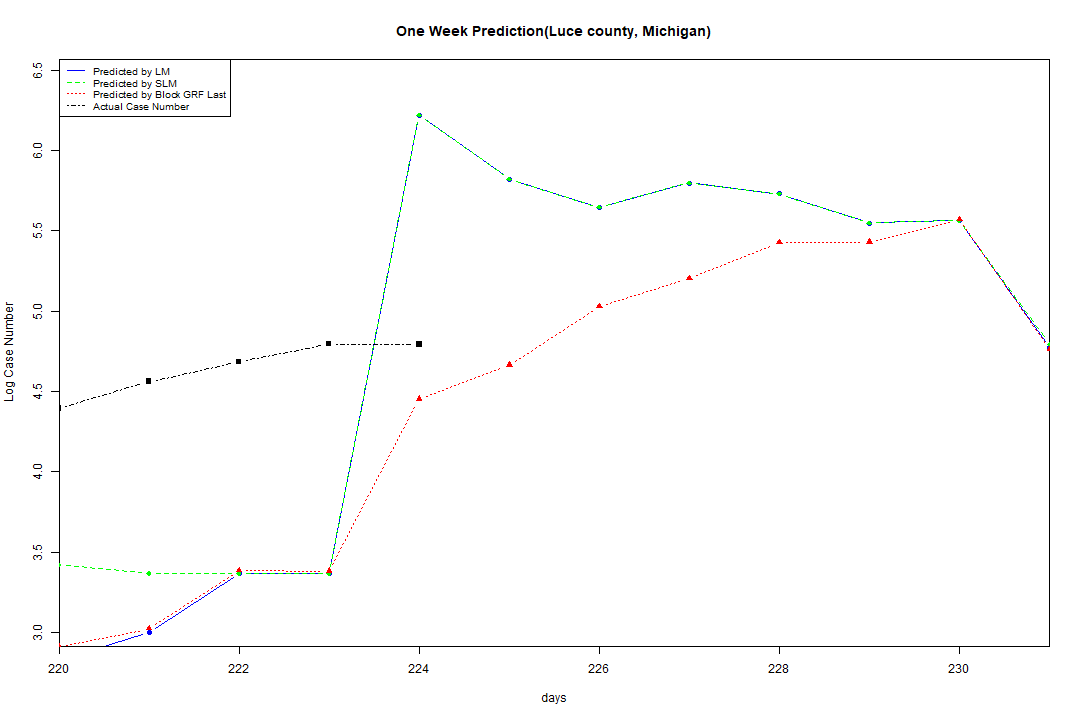 One Week Prediction(Luce county, Michigan)
Predicted by LM
Predicted by SLM
Predicted by Block GRF Last
Actual Case Number
6.5
6.0
5.5
5.0
4.5
4.0
3.5
3.0
Log Case Number
220 222 224 226 228 230
days